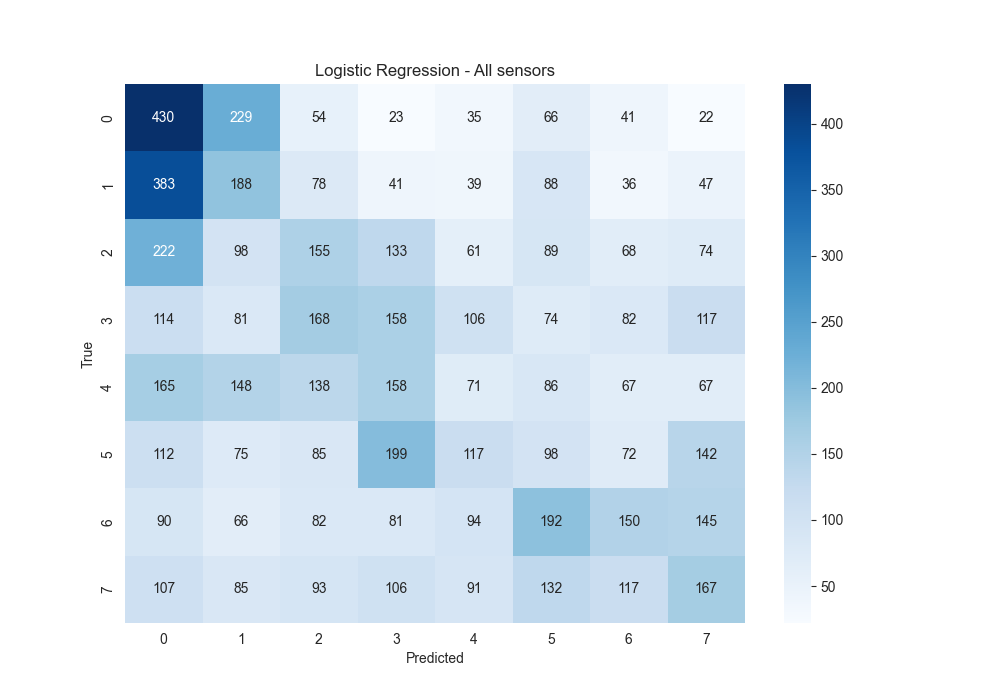 Logistic Regression - All sensors
0 430 229 54 23 35 66 41 22
1 383 188 78 41 39 88 36 47
2 222 98 155 133 61 89 68 74
3 114 81 168 158 106 74 82 117
4 165 148 138 158 71 86 67 67
5 112 75 85 199 117 98 72 142
6 90 66 82 81 94 192 150 145
7 107 85 93 106 91 132 117 167
True
0 1 2 3 4 5 6 7
Predicted
400
350
300
250
200
150
100
50